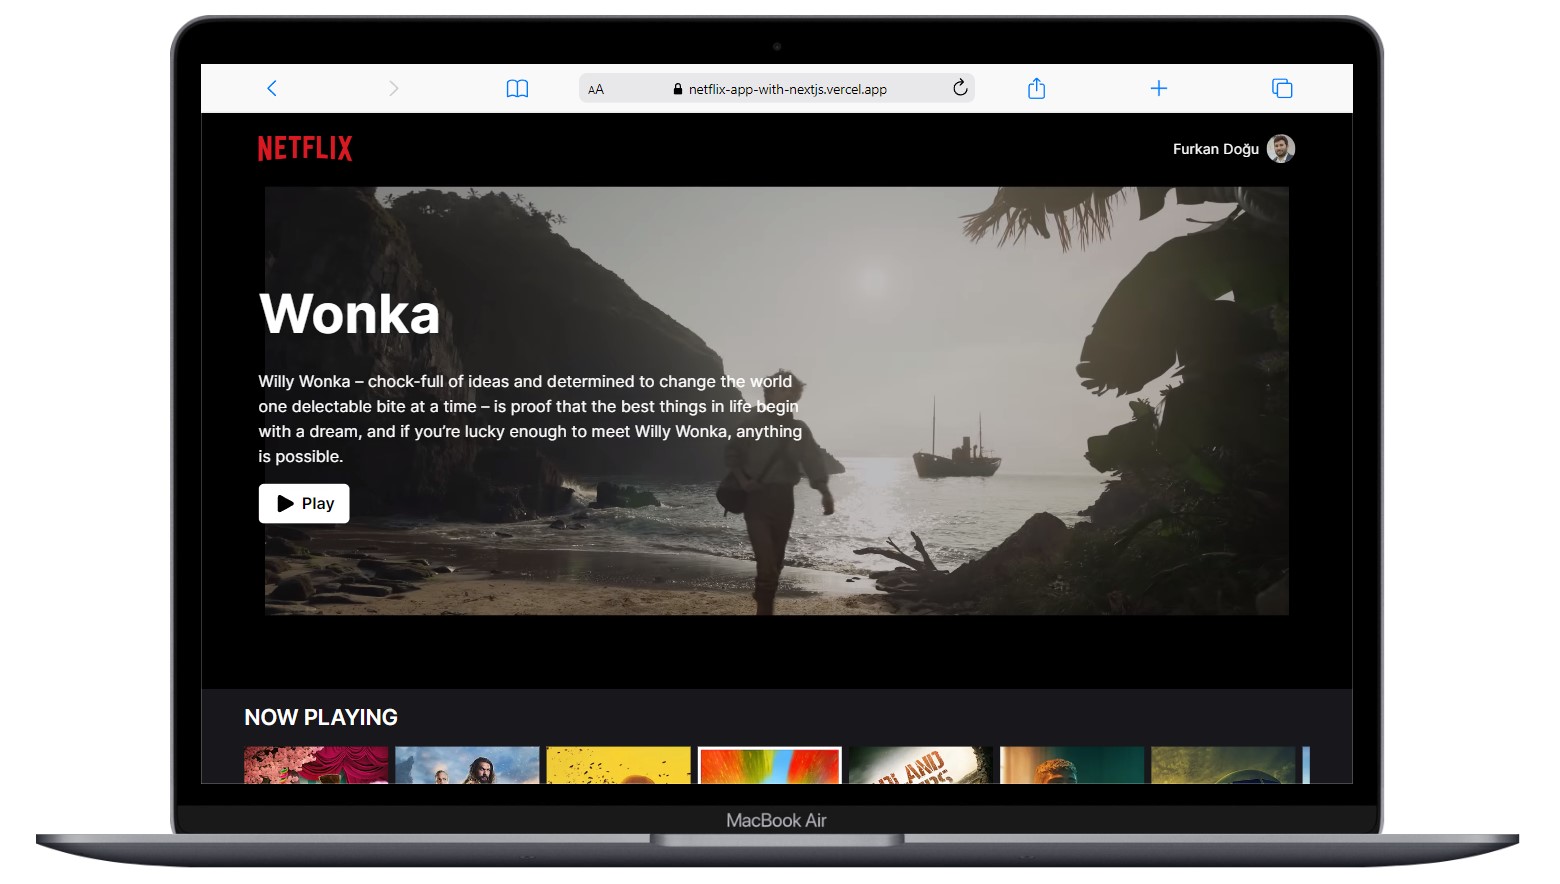 AA
netflix-app-with-nextjs.vercel.app
NETFLIX
Furkan Doğu
Wonka
Willy Wonka – chock-full of ideas and determined to change the world
one delectable bite at a time – is proof that the best things in life begin
with a dream, and if you’re lucky enough to meet Willy Wonka, anything
is possible.
Play
NOW PLAYING
MacBook Air